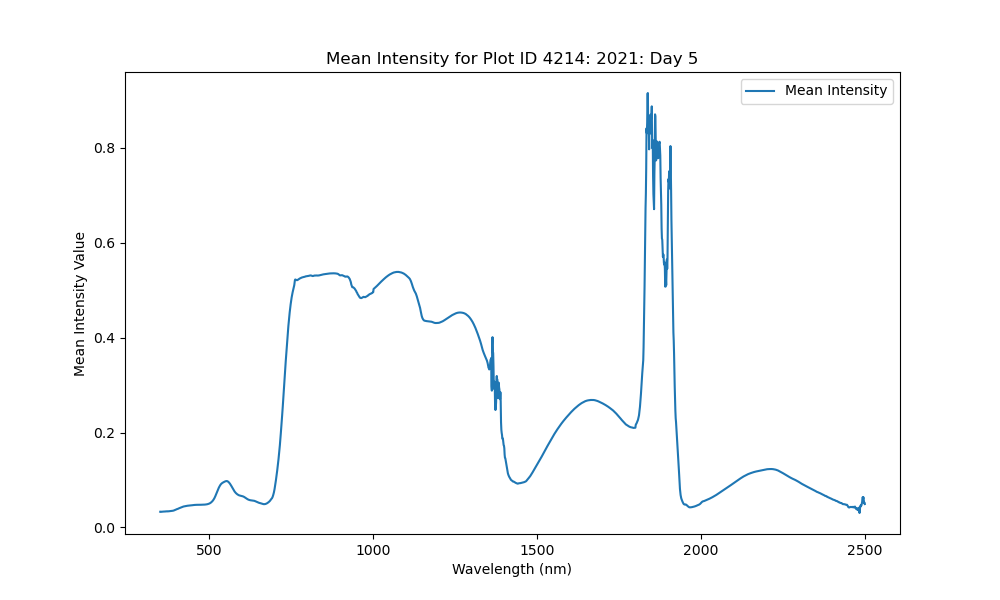 Mean Intensity for Plot ID 4214: 2021: Day 5
Mean Intensity
Mean Intensity Value
0.8
0.6
0.4
0.2
0.0
500 1000 1500 2000 2500
Wavelength (nm)